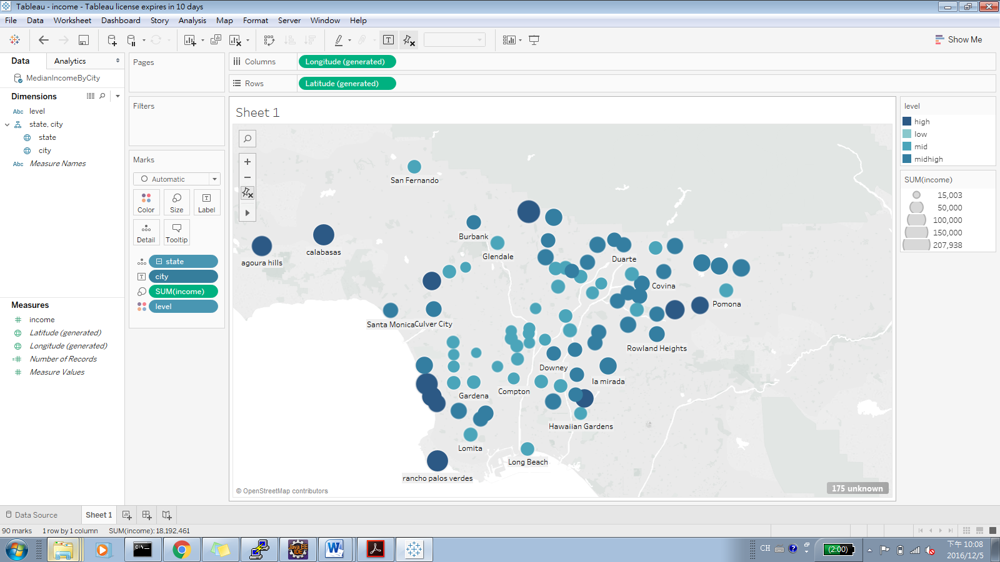 Tableau - income - Tableau license expires in 10 days
File Data Worksheet Dashboard Story Analysis Map Format Server Window Help
Show Me
Data
Analytics
MedianIncomeByCity
Dimensions
Abc level
state, city
state
city
Abc Measure Names
Measures
income
Latitude (generated)
Longitude (generated)
Number of Records
Measure Values
Pages
Filters
Marks
Automatic
Color
Size
Label
Detail
Tooltip
state
city
SUM(income)
level
Columns
Longitude (generated)
Rows
Latitude (generated)
Sheet 1
San Fernando
Burbank
Glendale
calabasas
agoura hills
Duarte
Covina
Pomona
Santa Monica
Culver City
Rowland Heights
Downey
la mirada
Compton
Gardena
Hawaiian Gardens
Lomita
Long Beach
rancho palos verdes
© OpenStreetMap contributors
175 unknown
level
high
low
mid
midhigh
SUM(income)
15,003
50,000
100,000
150,000
207,938
Data Source
Sheet 1
90 marks
1 row by 1 column
SUM(income): 18,192,461
C:\
Java EE
IDE
CH
(2:00)
下午 10:08
2016/12/5